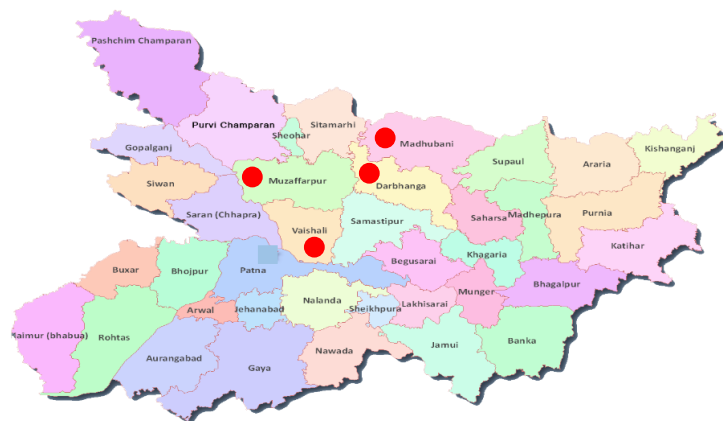 Pashchim Champaran
Purvi Champaran
Sitamarhi
Sheohar
Madhubani
Gopalganj
Kishanganj
Supaul
Araria
Siwan
Muzaffarpur
Darbhanga
Saran (Chhapra)
Vaishali
Samastipur
Saharsa
Madhepura
Purnia
Katihar
Khagaria
Begusarai
Buxar
Bhojpur
Patna
Bhagalpur
Munger
Nalanda
Lakhisarai
Sheikhpura
Arwal
Jehanabad
Kaimur (bhabua)
Rohtas
Jamui
Banka
Nawada
Aurangabad
Gaya